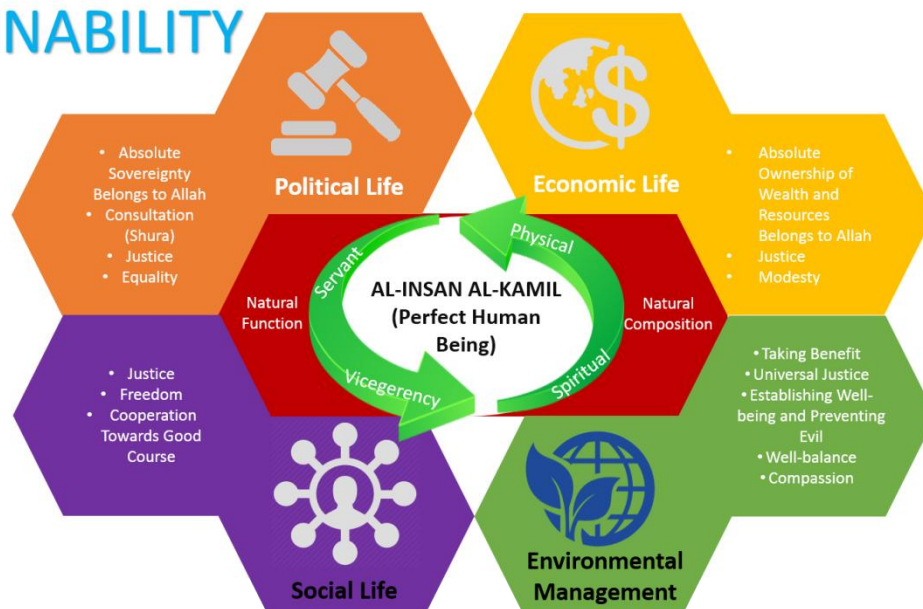 NABILITY
Political Life
• Absolute
Sovereignty
Belongs to Allah
• Consultation
(Shura)
• Justice
• Equality
Economic Life
• Absolute
Ownership of
Wealth and
Resources
Belongs to Allah
• Justice
• Modesty
Natural
Function
Servant
Vicegerency
AL-INSAN AL-KAMIL
(Perfect Human
Being)
Physical
Spiritual
Natural
Composition
• Justice
• Freedom
• Cooperation
Towards Good
Course
Social Life
• Taking Benefit
• Universal Justice
• Establishing Well-
being and Preventing
Evil
• Well-balance
• Compassion
Environmental
Management